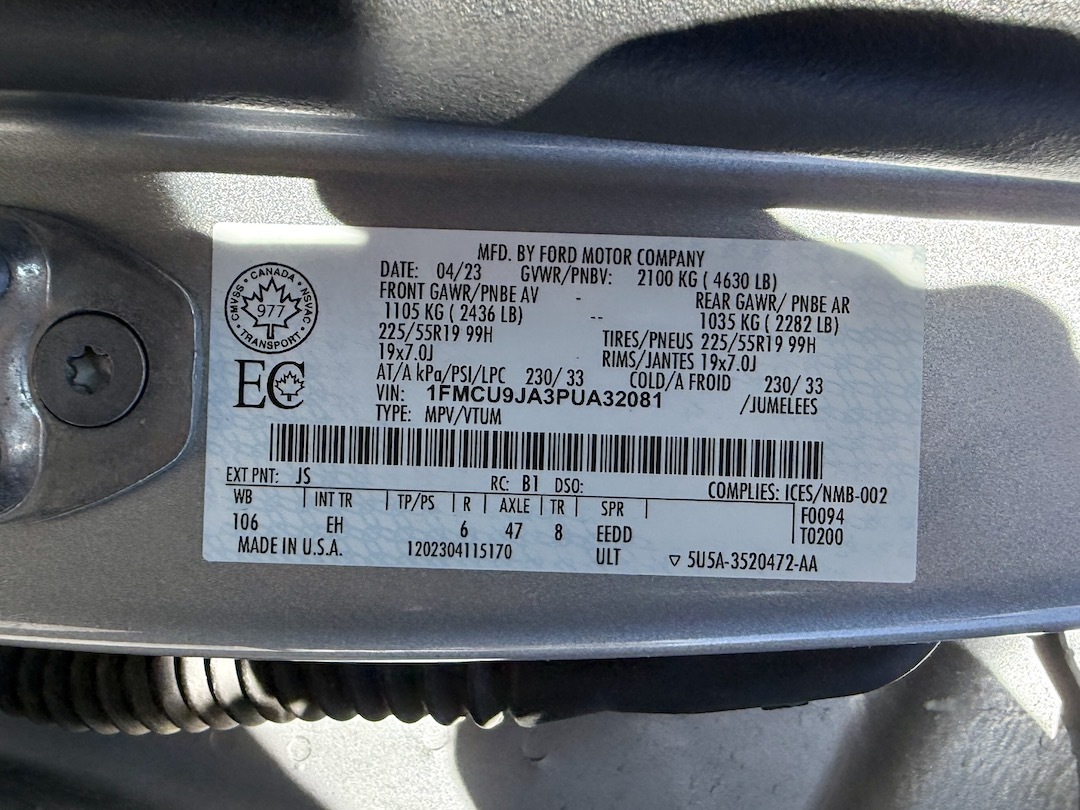 MFD. BY FORD MOTOR COMPANY
DATE: 04/23 GVWR/PNBV: 2100 KG ( 4630 LB)
FRONT GAWR/PNBE AV - REAR GAWR/ PNBE AR
1105 KG ( 2436 LB) -- 1035 KG ( 2282 LB)
225/55R19 99H TIRES/PNEUS 225/55R19 99H
19x7.0J RIMS/JANTES 19x7.0J
AT/A kPa/PSI/LPC 230/ 33 COLD/A FROID 230/ 33
VIN: 1FMCU9JA3PUA32081 /JUMELEES
TYPE: MPV/VTUM
CANADA
CMVSS NSVAC
977
TRANSPORT
EC
EXT PNT: JS RC: B1 DSO: COMPLIES: ICES/NMB-002
WB | INT TR | TP/PS | R | AXLE | TR | SPR | F0094
106 EH 6 47 8 EEDD | T0200
MADE IN U.S.A. 1202304115170 ULT ▽ 5U5A-3520472-AA